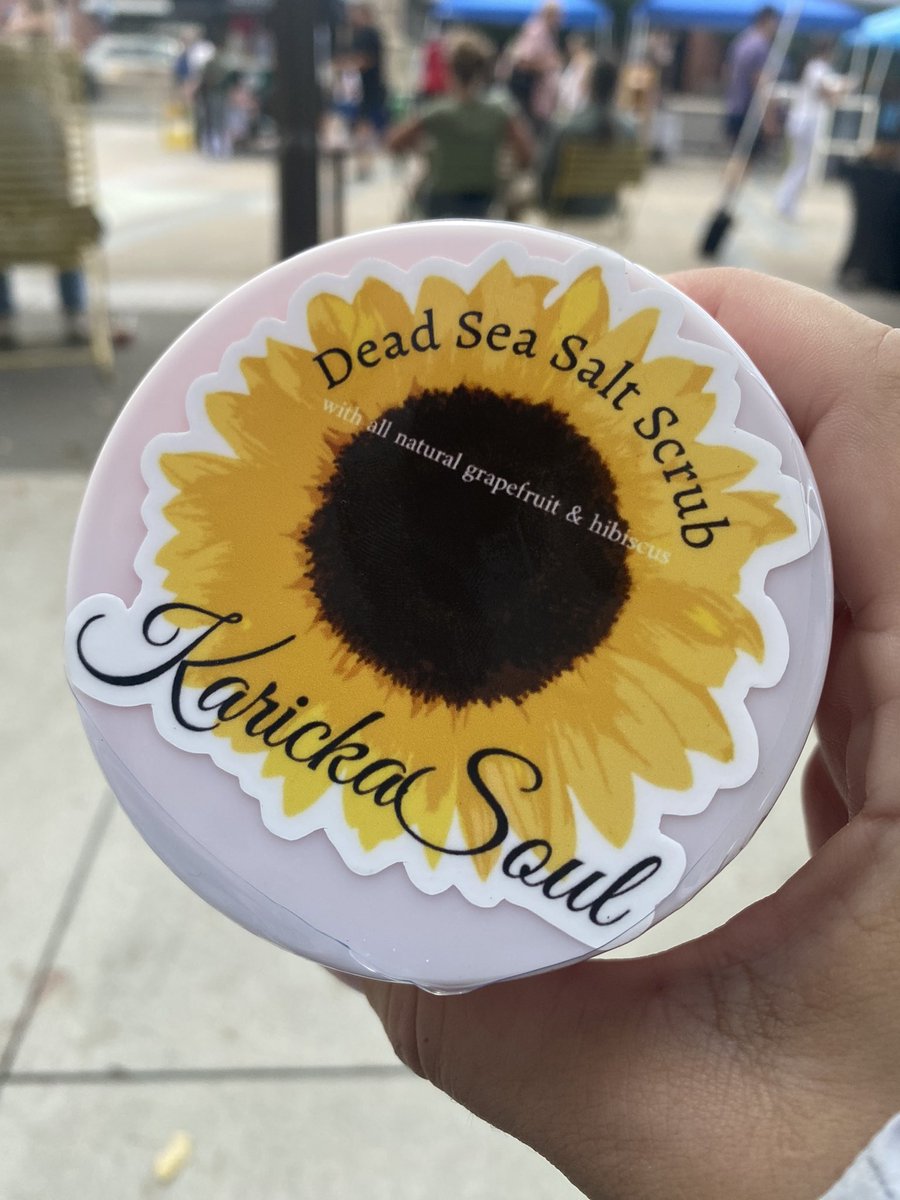 Dead Sea Salt Scrub
with all natural grapefruit & hibiscus
Karicka Soul